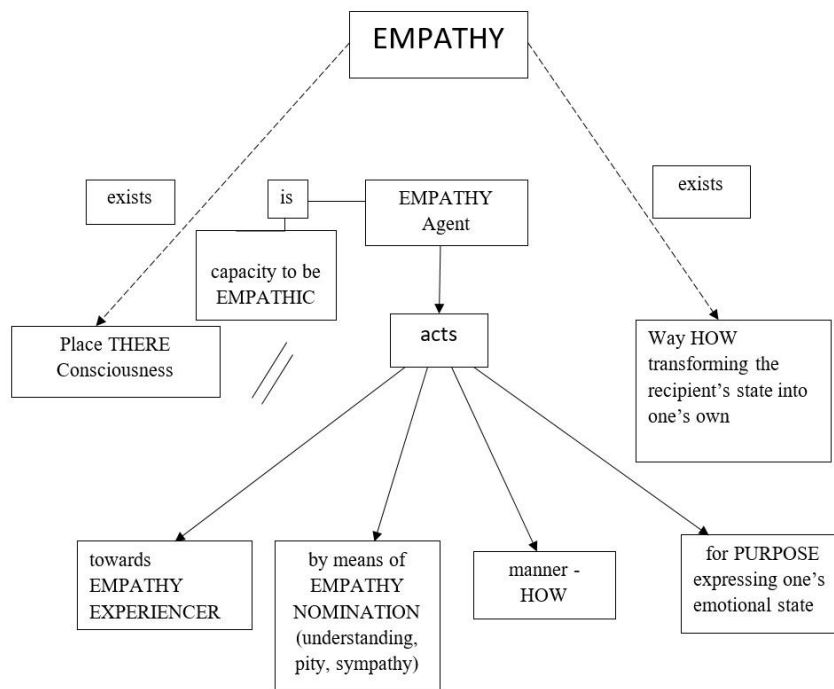 EMPATHY
exists
is
EMPATHY
Agent
exists
capacity to be
EMPATHIC
Place THERE
Consciousness
acts
Way HOW
transforming the
recipient’s state into
one’s own
towards
EMPATHY
EXPERIENCER
by means of
EMPATHY
NOMINATION
(understanding,
pity, sympathy)
manner -
HOW
for PURPOSE
expressing one’s
emotional state